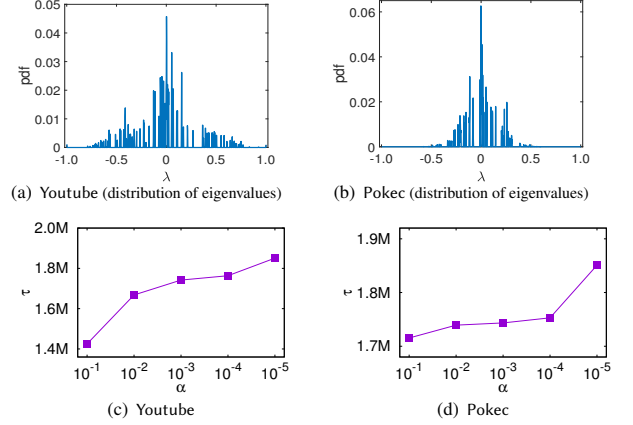 0.05
0.04
0.03
0.02
0.01
0
pdf
-1.0 -0.5 0 0.5 1.0
λ
0.06
0.04
0.02
0
pdf
-1.0 -0.5 0 0.5 1.0
λ
(a) Youtube (distribution of eigenvalues)
(b) Pokec (distribution of eigenvalues)
2.0M
1.8M
1.6M
1.4M
τ
10-1 10-2 10-3 10-4 10-5
α
1.9M
1.8M
1.7M
τ
10-1 10-2 10-3 10-4 10-5
α
(c) Youtube
(d) Pokec